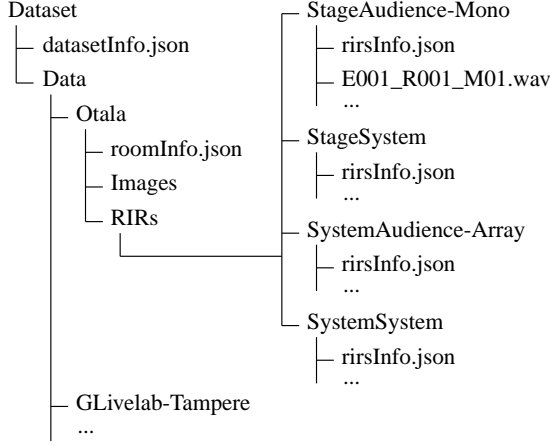 Dataset
datasetInfo.json
Data
Otala
roomInfo.json
Images
RIRs
StageAudience-Mono
rirsInfo.json
E001_R001_M01.wav
...
StageSystem
rirsInfo.json
...
SystemAudience-Array
rirsInfo.json
...
SystemSystem
rirsInfo.json
...
GLivelab-Tampere
...